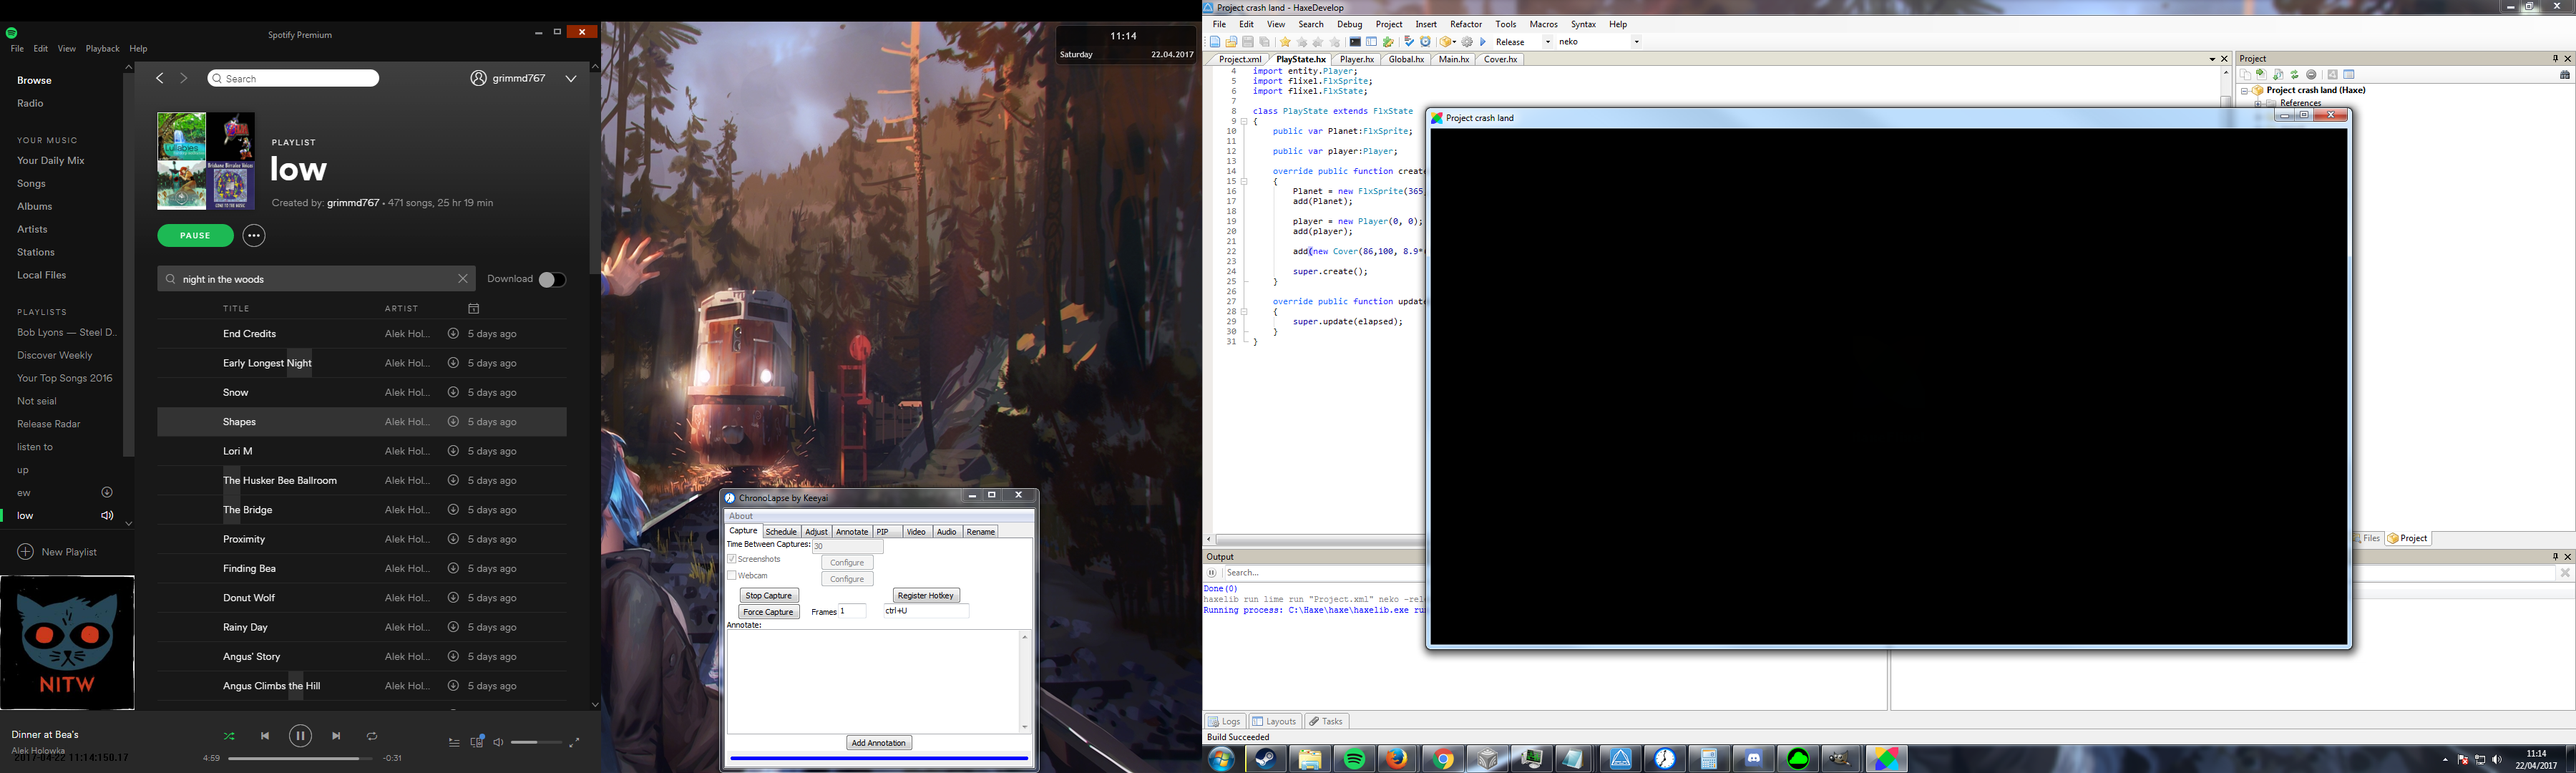 Spotify Premium
File Edit View Playback Help
Browse
Radio
YOUR MUSIC
Your Daily Mix
Songs
Albums
Artists
Stations
Local Files
PLAYLISTS
Bob Lyons — Steel D..
Discover Weekly
Your Top Songs 2016
Not seial
Release Radar
listen to
up
ew
low
New Playlist
NITW
Search
grimmd767
Lullabies
PLAYLIST
low
Created by: grimmd767 • 471 songs, 25 hr 19 min
PAUSE
night in the woods
Download
TITLE ARTIST
End Credits Alek Hol... 5 days ago
Early Longest Night Alek Hol... 5 days ago
Snow Alek Hol... 5 days ago
Shapes Alek Hol... 5 days ago
Lori M Alek Hol... 5 days ago
The Husker Bee Ballroom Alek Hol... 5 days ago
The Bridge Alek Hol... 5 days ago
Proximity Alek Hol... 5 days ago
Finding Bea Alek Hol... 5 days ago
Donut Wolf Alek Hol... 5 days ago
Rainy Day Alek Hol... 5 days ago
Angus' Story Alek Hol... 5 days ago
Angus Climbs the Hill Alek Hol... 5 days ago
Dinner at Bea's
Alek Holowka
2017-04-22 11:14:150.17
4:59 -0:31
11:14
Saturday 22.04.2017
ChronoLapse by Keeyai
About
Capture Schedule Adjust Annotate PIP Video Audio Rename
Time Between Captures: 30
Screenshots Configure
Webcam Configure
Stop Capture Register Hotkey
Force Capture Frames 1 ctrl+U
Annotate:
Add Annotation
Project crash land - HaxeDevelop
File Edit View Search Debug Project Insert Refactor Tools Macros Syntax Help
Release neko
Project.xml PlayState.hx Player.hx Global.hx Main.hx Cover.hx
4 import entity.Player;
5 import flixel.FlxSprite;
6 import flixel.FlxState;
7
8 class PlayState extends FlxState
9 {
10 public var Planet:FlxSprite;
11
12 public var player:Player;
13
14 override public function create
15 {
16 Planet = new FlxSprite(365
17 add(Planet);
18
19 player = new Player(0, 0);
20 add(player);
21
22 add(new Cover(86,100, 8.9*
23
24 super.create();
25 }
26
27 override public function update
28 {
29 super.update(elapsed);
30 }
31 }
Project
Project crash land (Haxe)
References
Project crash land
Files Project
Output
Search...
Done(0)
haxelib run lime run "Project.xml" neko -rele
Running process: C:\Haxe\haxe\haxelib.exe run
Logs Layouts Tasks
Build Succeeded
11:14
22/04/2017